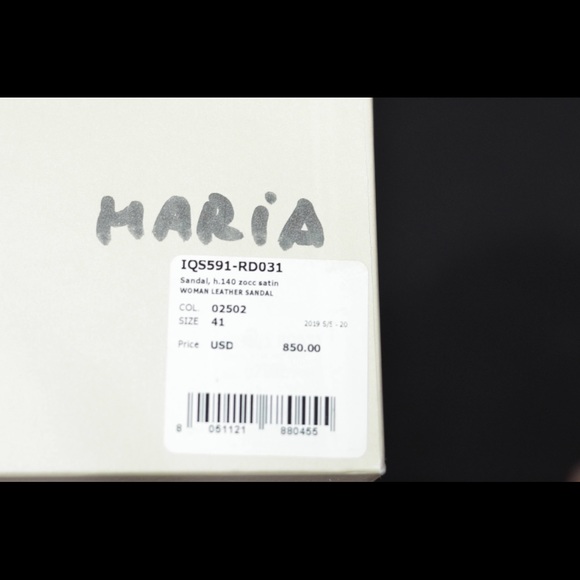 MARiA
IQS591-RD031
Sandal, h.140 zocc satin
WOMAN LEATHER SANDAL
COL. 02502
SIZE 41 2019 S/S - 20
Price USD 850.00
8 051121 880455